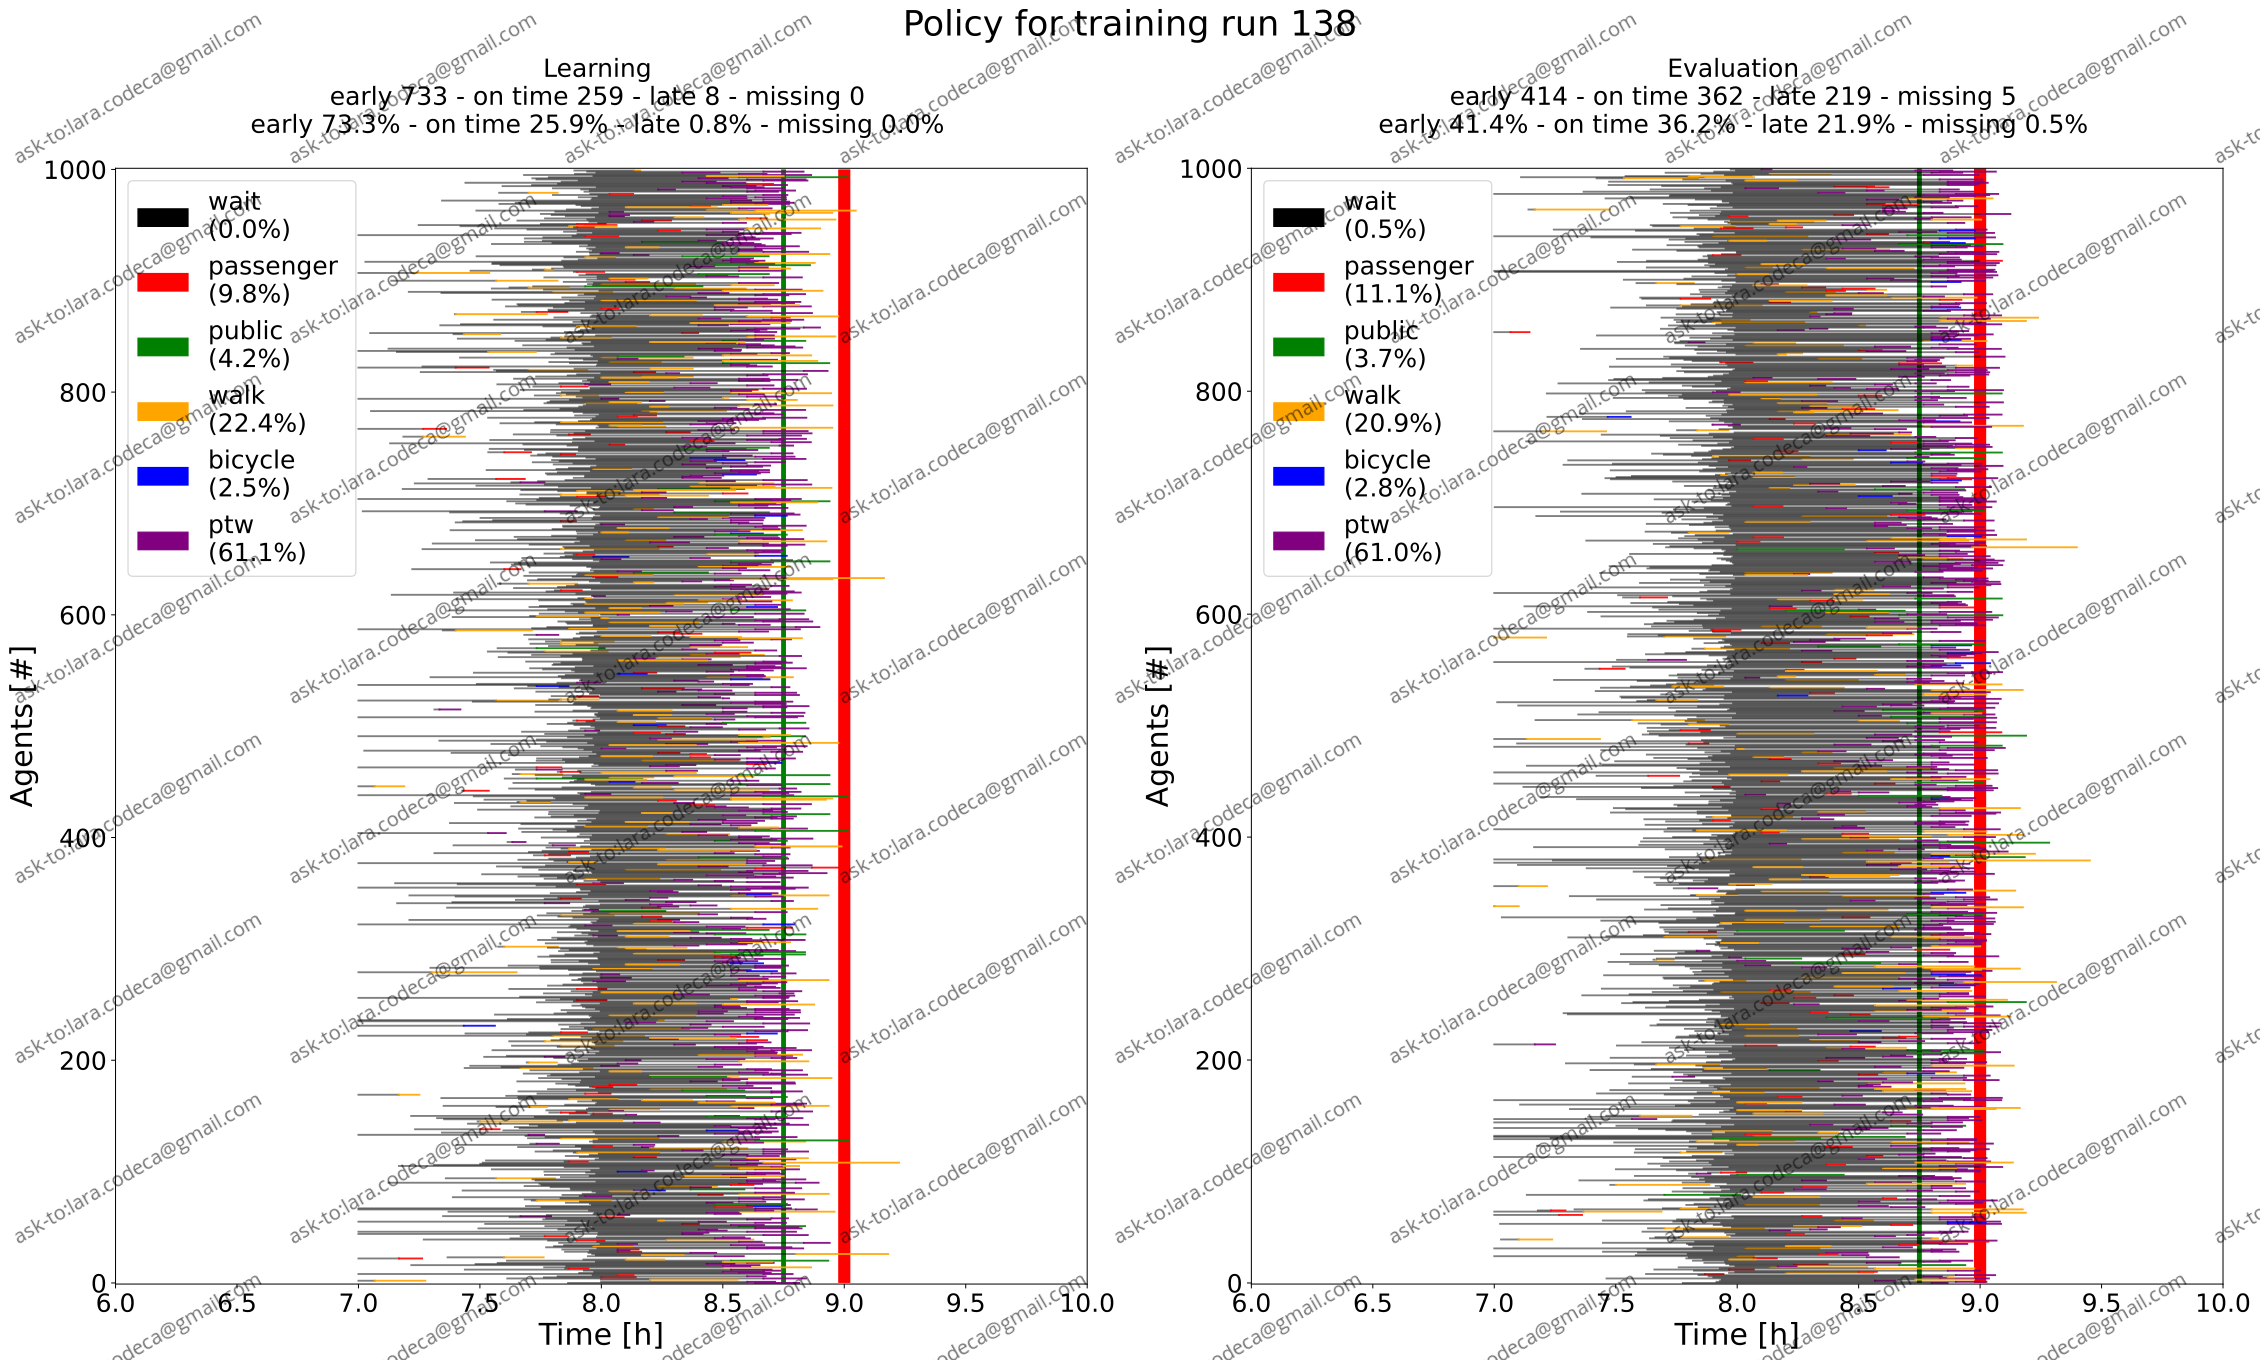 Policy for training run 138
Learning
early 733 - on time 259 - late 8 - missing 0
early 73.3% - on time 25.9% - late 0.8% - missing 0.0%
1000
800
600
400
200
0
Agents [#]
wait
(0.0%)
passenger
(9.8%)
public
(4.2%)
walk
(22.4%)
bicycle
(2.5%)
ptw
(61.1%)
6.0 6.5 7.0 7.5 8.0 8.5 9.0 9.5 10.0
Time [h]
Evaluation
early 414 - on time 362 - late 219 - missing 5
early 41.4% - on time 36.2% - late 21.9% - missing 0.5%
1000
800
600
400
200
0
Agents [#]
wait
(0.5%)
passenger
(11.1%)
public
(3.7%)
walk
(20.9%)
bicycle
(2.8%)
ptw
(61.0%)
6.0 6.5 7.0 7.5 8.0 8.5 9.0 9.5 10.0
Time [h]
ask-to:lara.codeca@gmail.com